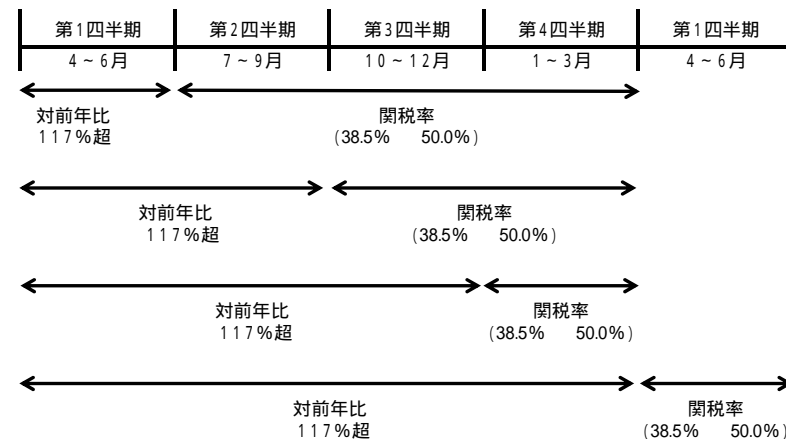 第1四半期 第2四半期 第3四半期 第4四半期 第1四半期
4~6月 7~9月 10~12月 1~3月 4~6月
対前年比 関税率
117%超 (38.5% 50.0%)
対前年比 関税率
117%超 (38.5% 50.0%)
対前年比 関税率
117%超 (38.5% 50.0%)
対前年比 関税率
117%超 (38.5% 50.0%)